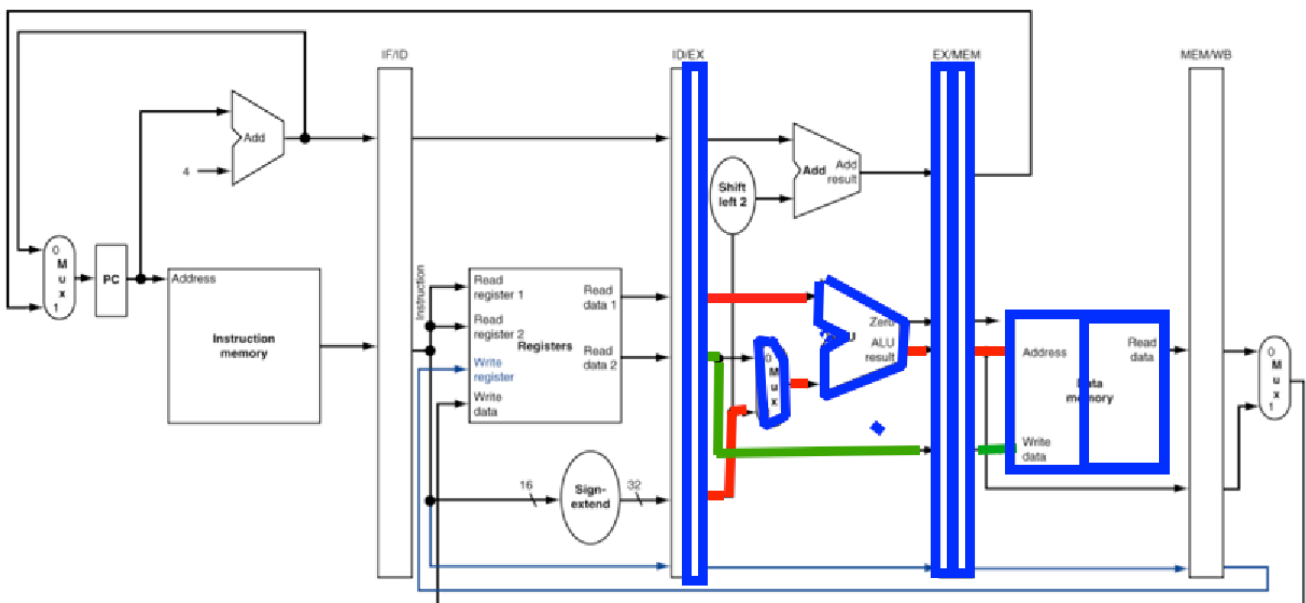 IF/ID
ID/EX
EX/MEM
MEM/WB
Add
4
Add
Add
result
Shift
left 2
0
M
u
x
1
PC
Address
Instruction
memory
Instruction
Read
register 1
Read
register 2
Write
register
Write
data
Registers
Read
data 1
Read
data 2
16
Sign-
extend
32
0
M
u
x
Zero
ALU
result
Address
Read
data
Data
memory
Write
data
0
M
u
x
1